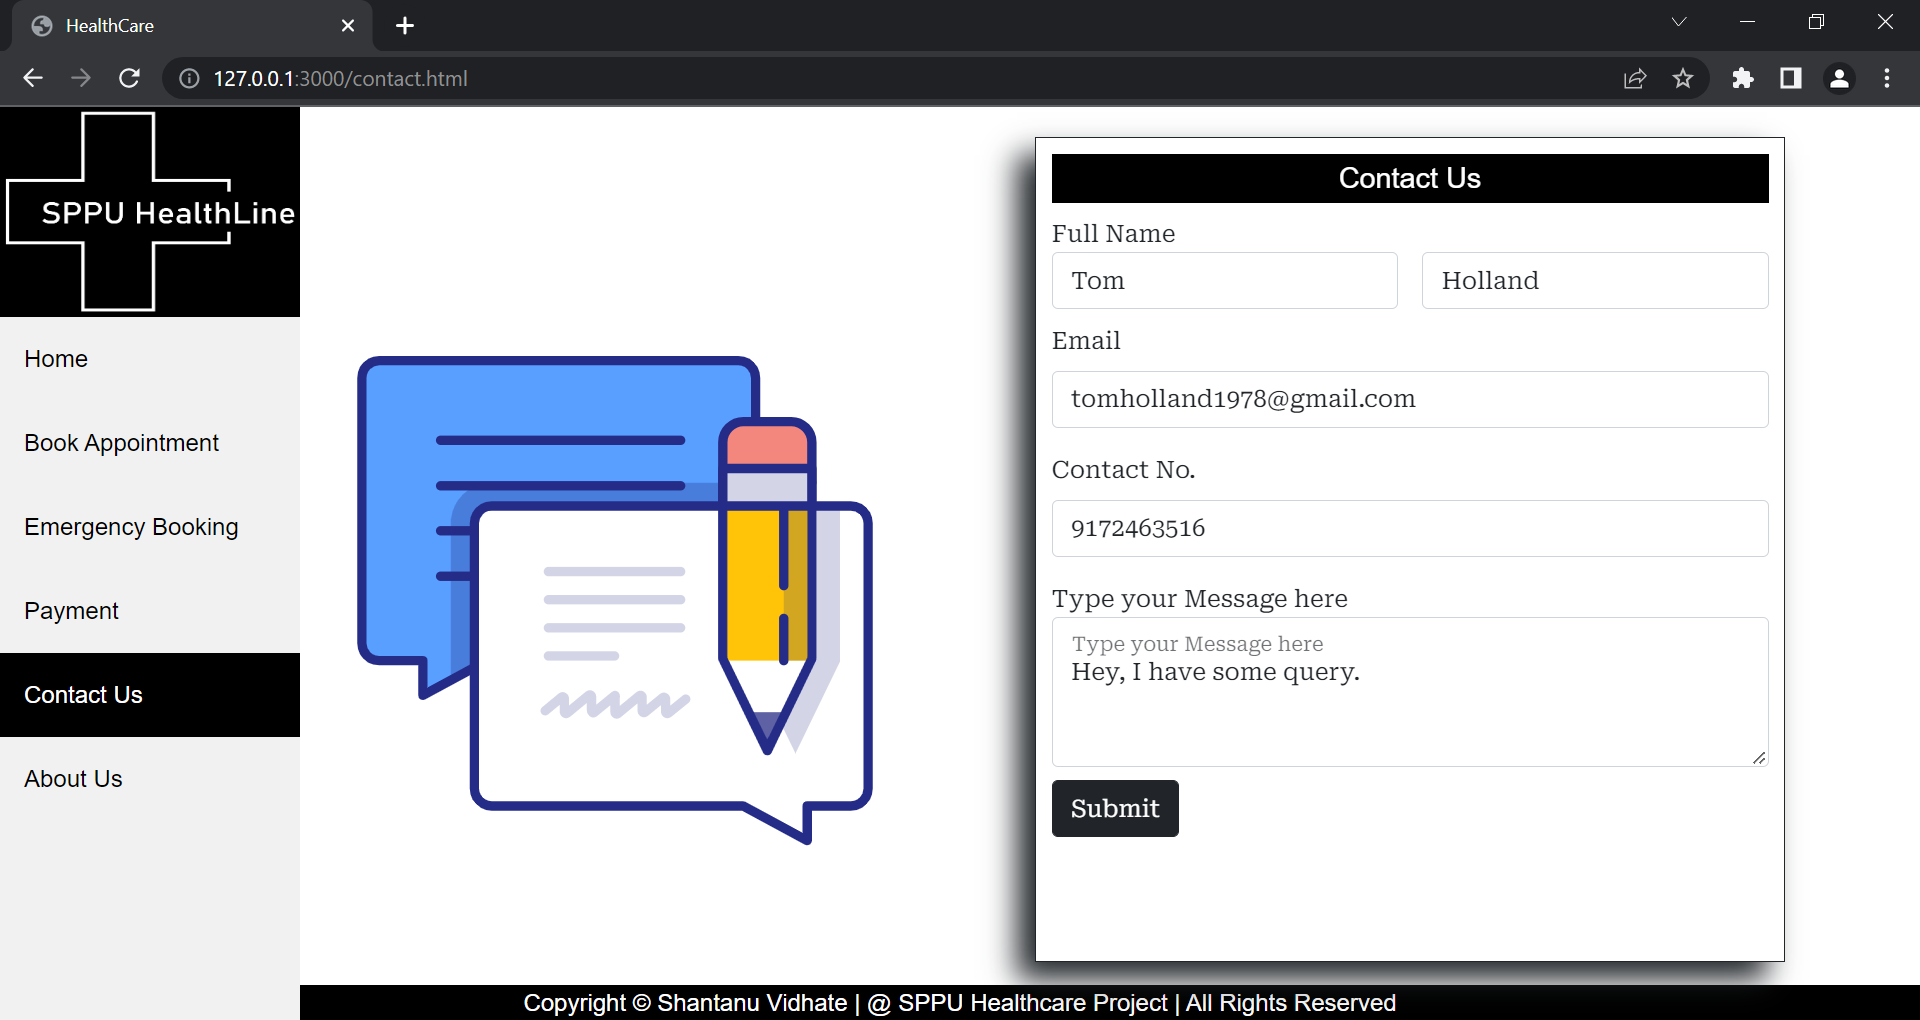 HealthCare
127.0.0.1:3000/contact.html
SPPU HealthLine
Home
Book Appointment
Emergency Booking
Payment
Contact Us
About Us
Contact Us
Full Name
Tom Holland
Email
tomholland1978@gmail.com
Contact No.
9172463516
Type your Message here
Type your Message here
Hey, I have some query.
Submit
Copyright © Shantanu Vidhate | @ SPPU Healthcare Project | All Rights Reserved